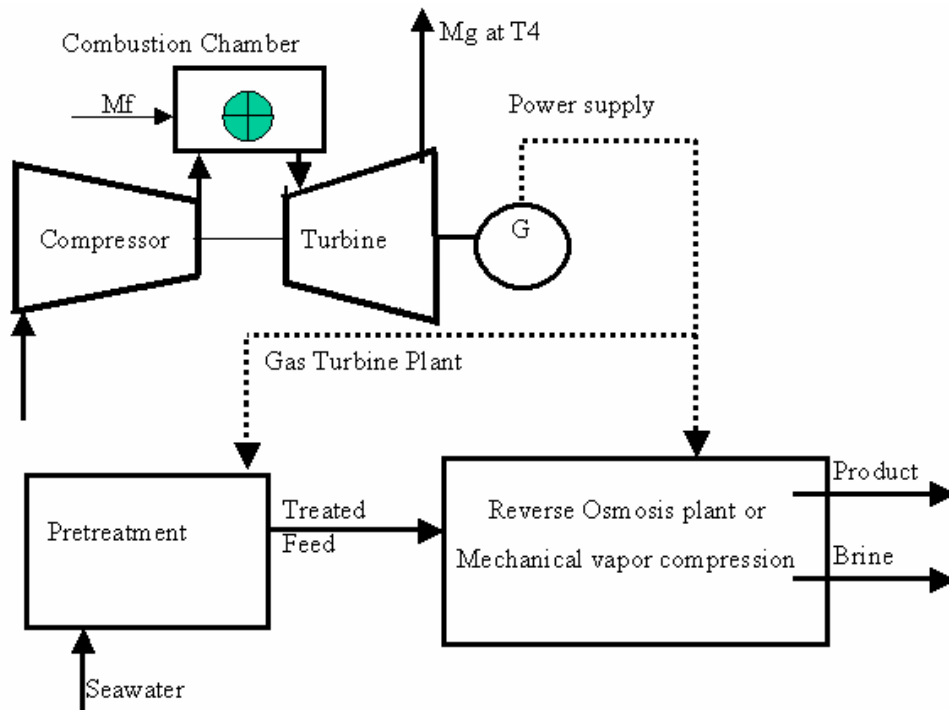 Mg at T4
Combustion Chamber
Mf
Power supply
Compressor
Turbine
G
Gas Turbine Plant
Pretreatment
Treated
Feed
Reverse Osmosis plant or
Mechanical vapor compression
Product
Brine
Seawater